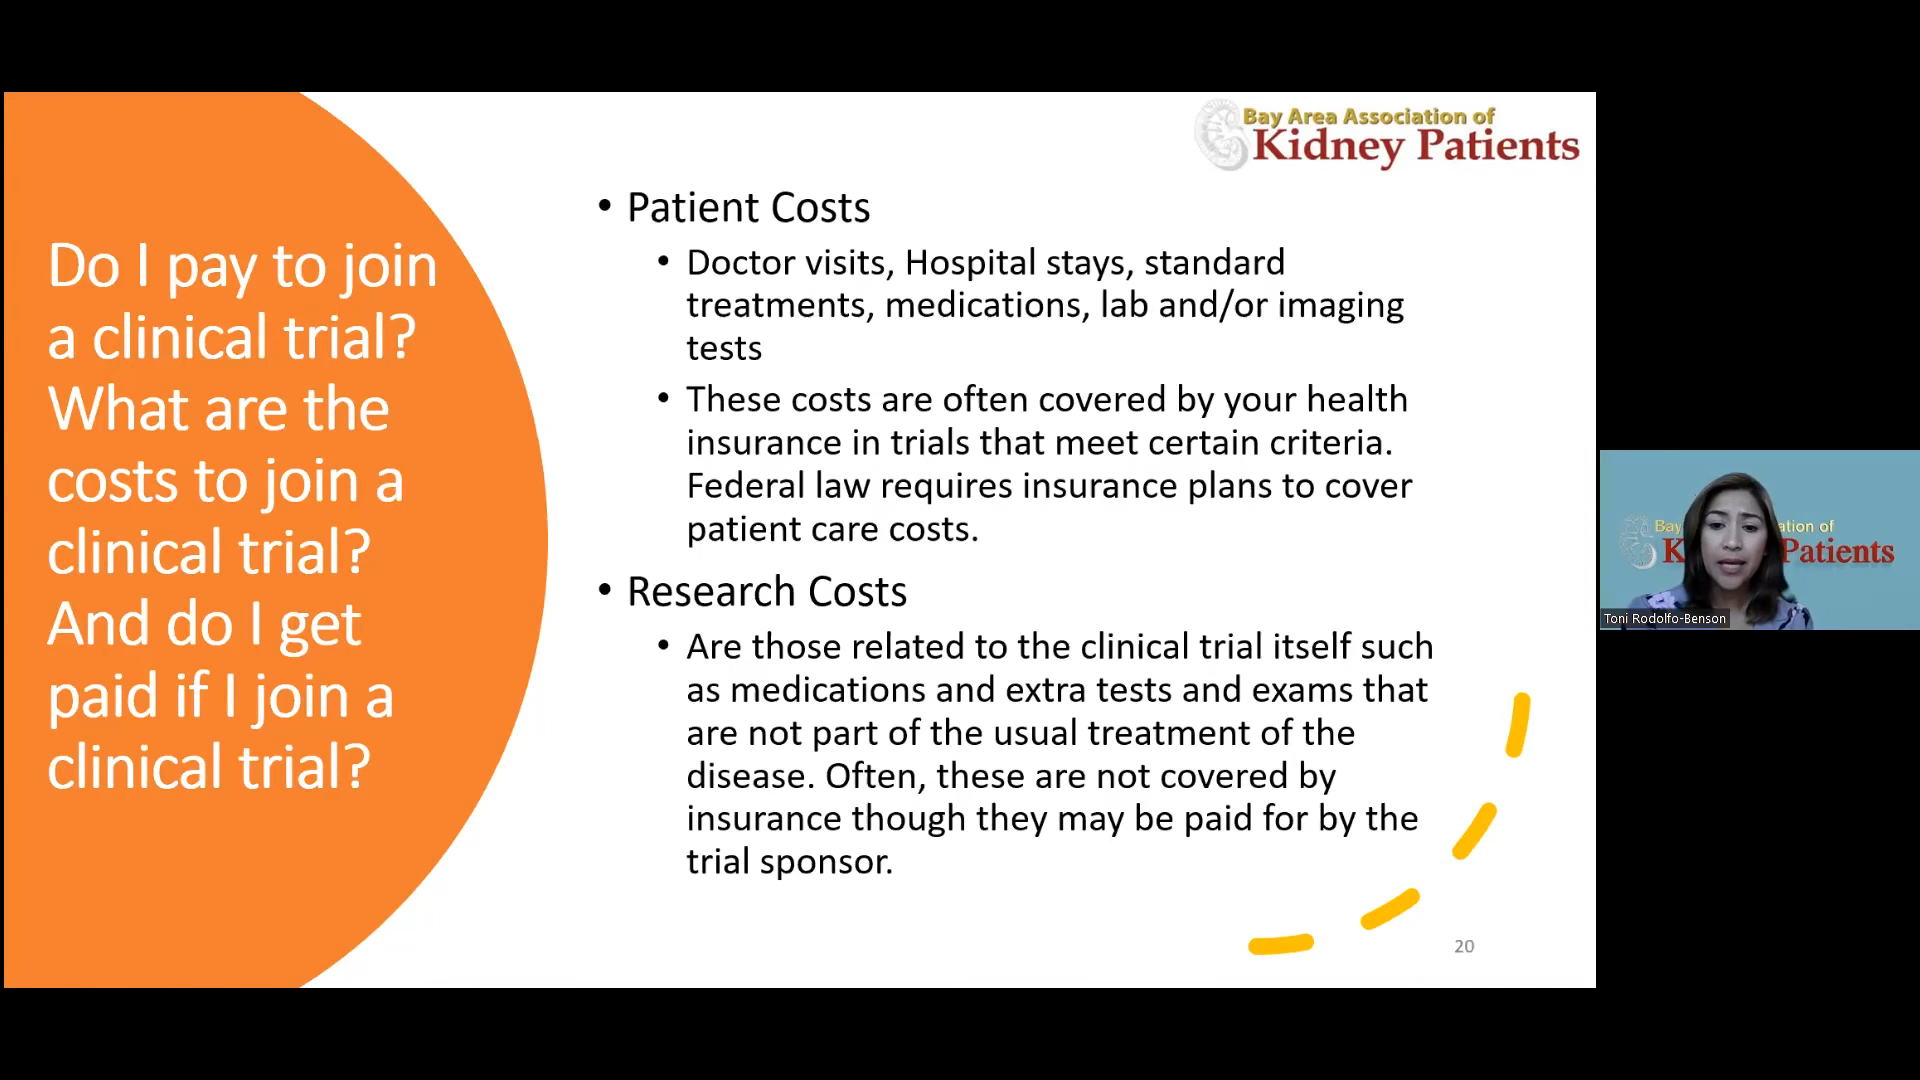 Bay Area Association of
Kidney Patients
Do I pay to join
a clinical trial?
What are the
costs to join a
clinical trial?
And do I get
paid if I join a
clinical trial?
• Patient Costs
• Doctor visits, Hospital stays, standard
treatments, medications, lab and/or imaging
tests
• These costs are often covered by your health
insurance in trials that meet certain criteria.
Federal law requires insurance plans to cover
patient care costs.
• Research Costs
• Are those related to the clinical trial itself such
as medications and extra tests and exams that
are not part of the usual treatment of the
disease. Often, these are not covered by
insurance though they may be paid for by the
trial sponsor.
20
Bay ation of
K Patients
Toni Rodolfo-Benson